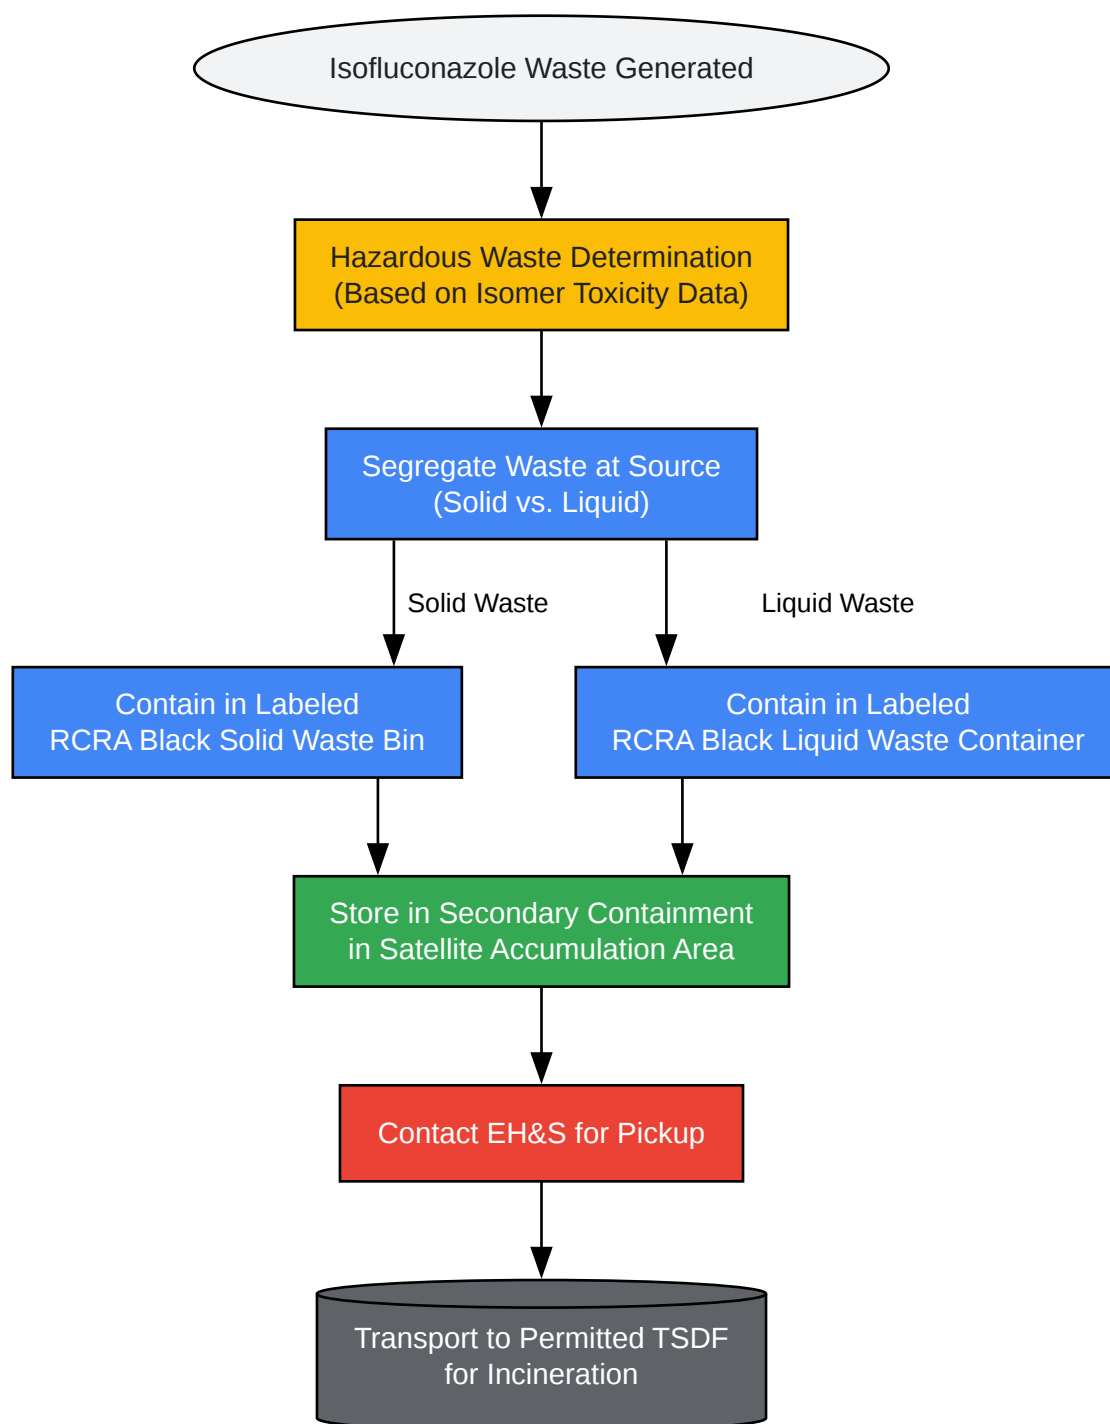 Isofluconazole Waste Generated
Hazardous Waste Determination
(Based on Isomer Toxicity Data)
Segregate Waste at Source
(Solid vs. Liquid)
Solid Waste
Liquid Waste
Contain in Labeled
RCRA Black Solid Waste Bin
Contain in Labeled
RCRA Black Liquid Waste Container
Store in Secondary Containment
in Satellite Accumulation Area
Contact EH&S for Pickup
Transport to Permitted TSDF
for Incineration